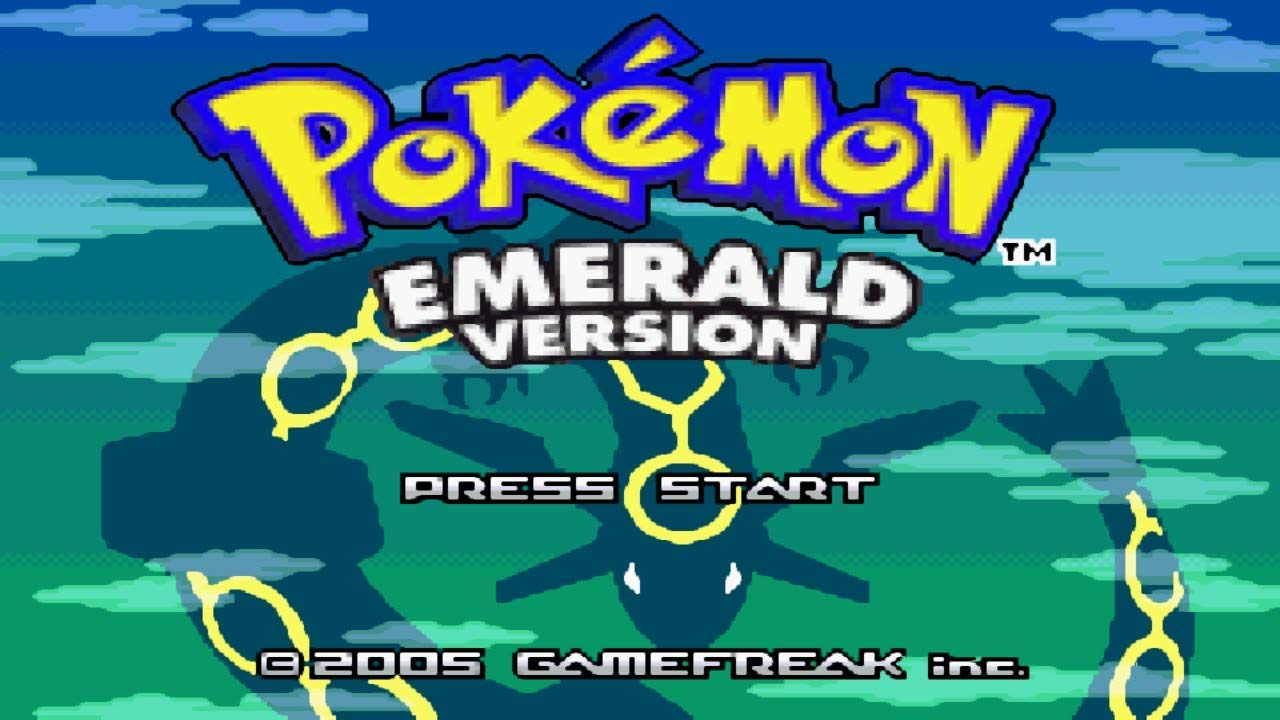 POKéMON
TM
EMERALD
VERSION
PRESS START
©2005 GAMEFREAK inc.